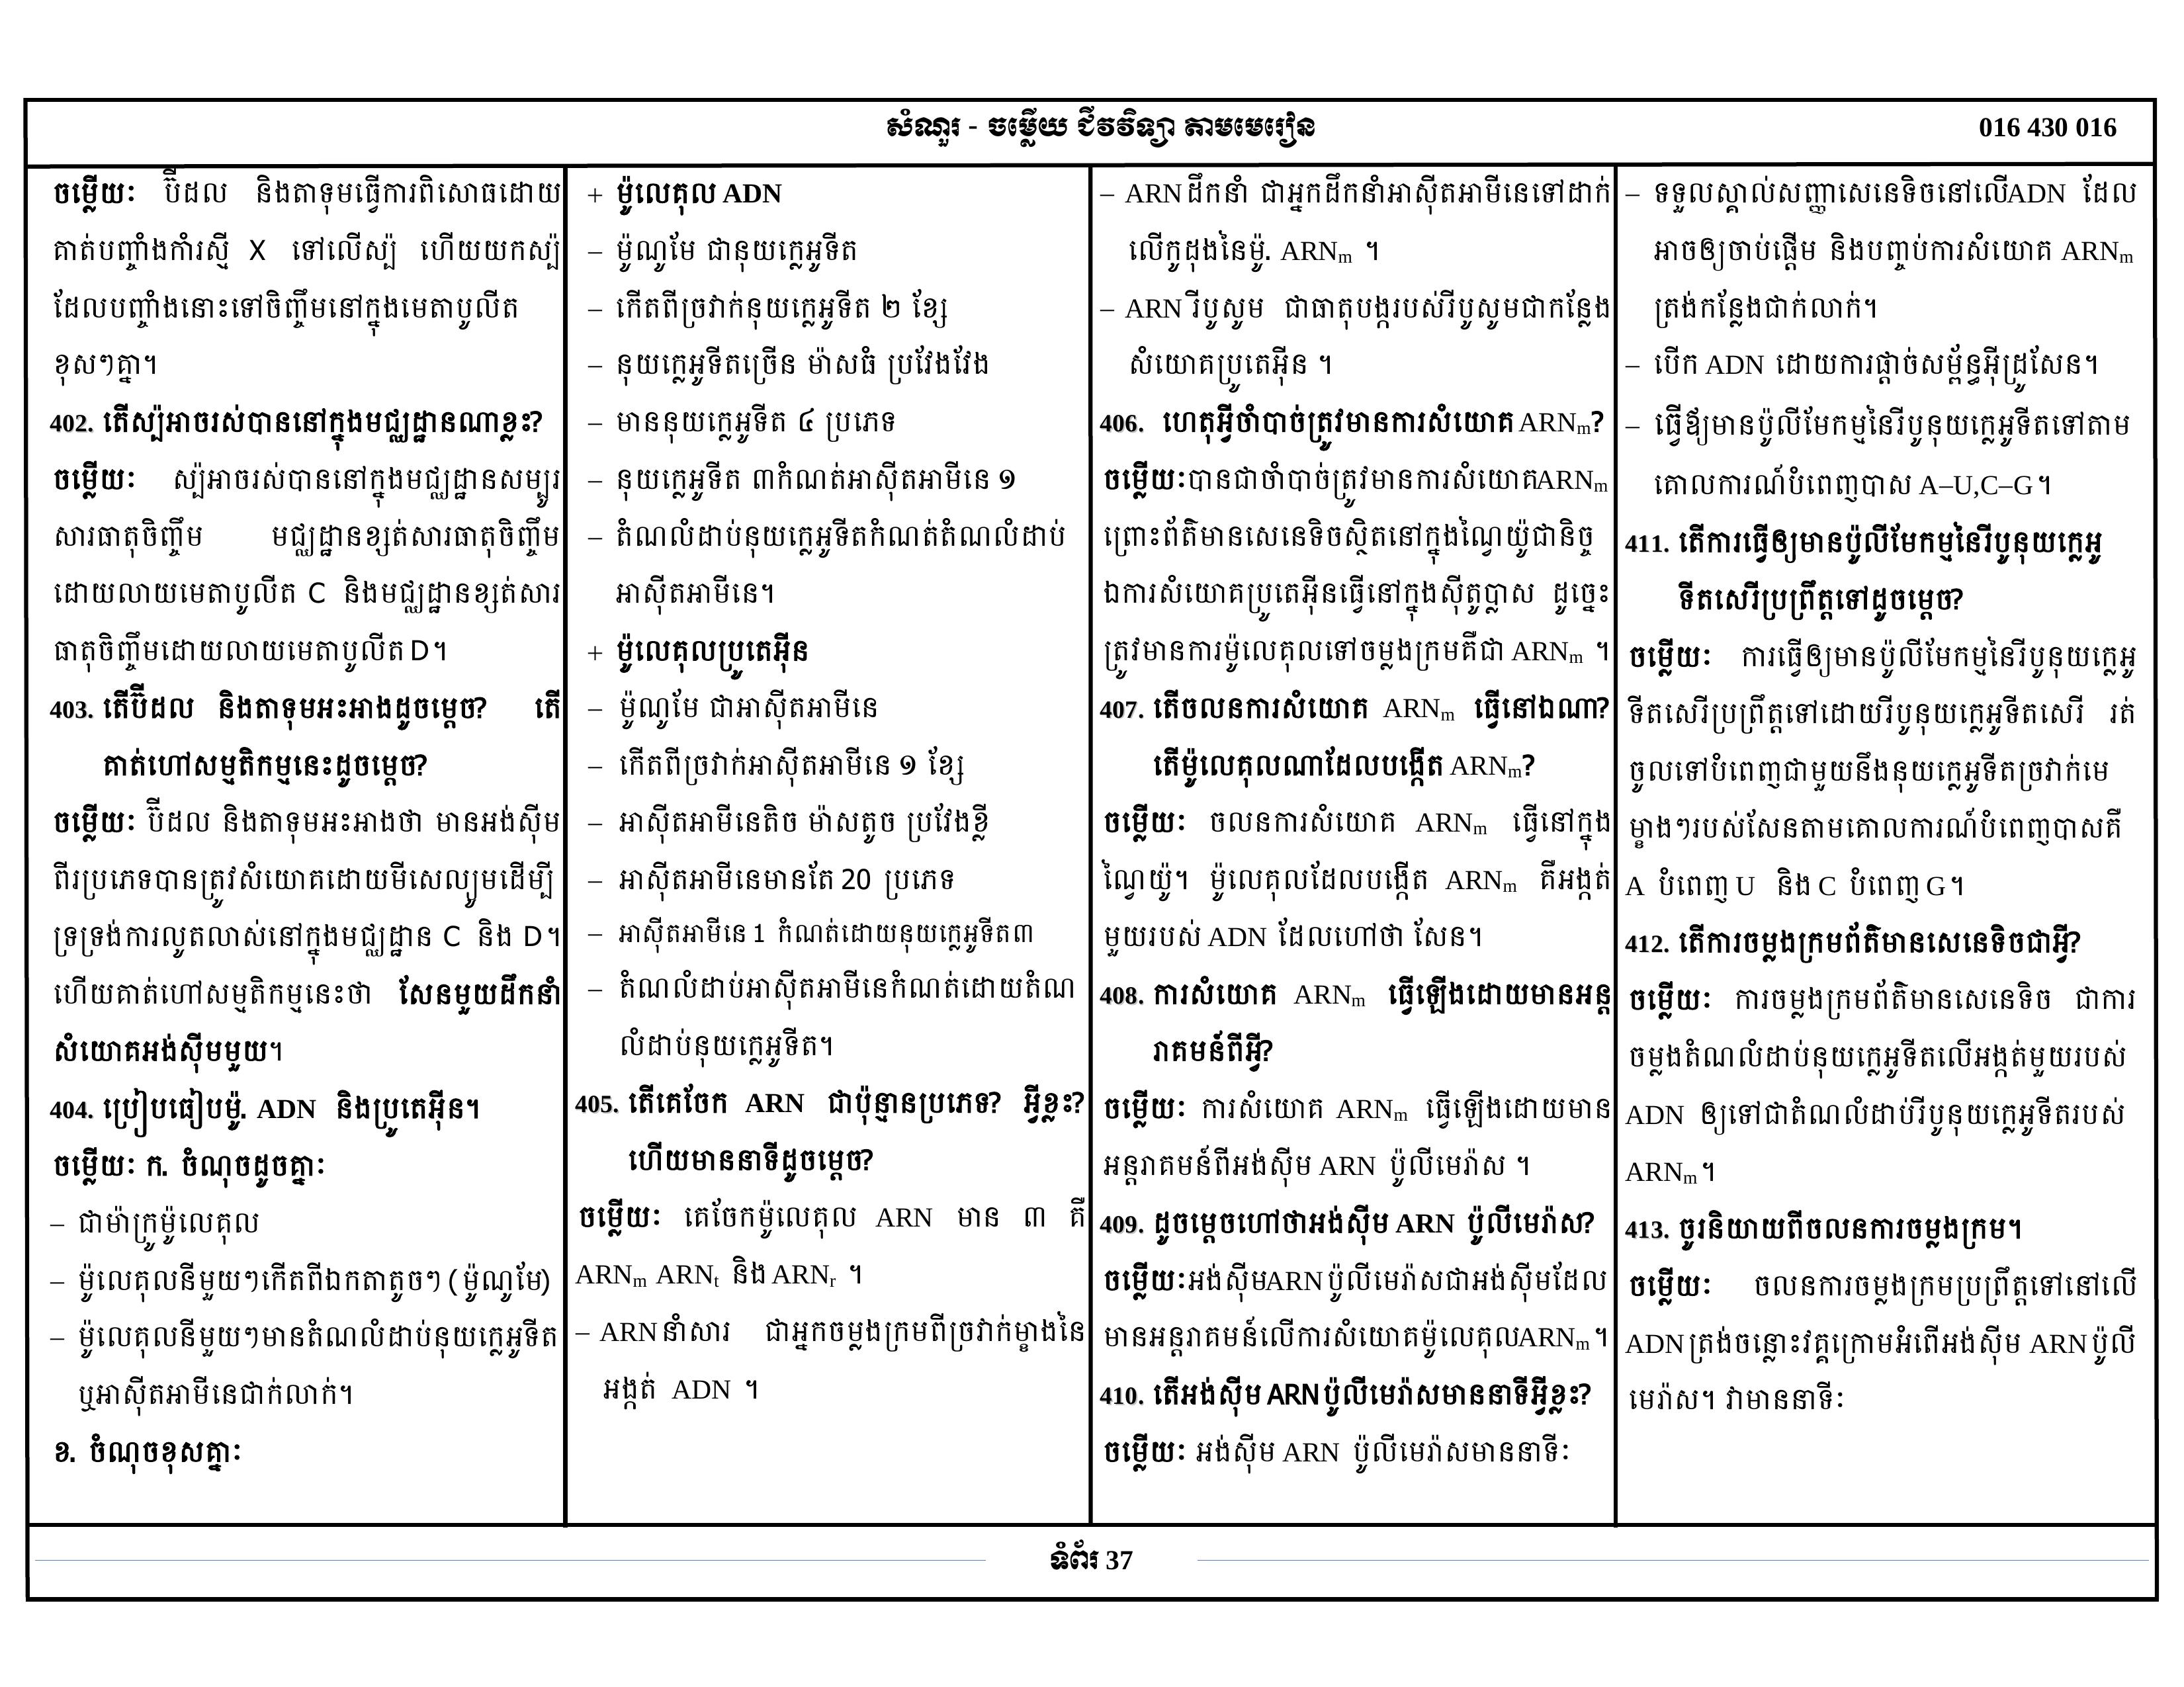 សំណួរ - ចម្លើយ ជីវវិទ្យា តាមមេរៀន
016 430 016
ចម្លើយ: ប៊ីដល និងតាទុមធ្វើការពិសោធដោយ
គាត់បញ្ចាំងកាំរស្មី X ទៅលើស្ប៉ ហើយយកស្ប៉
ដែលបញ្ចាំងនោះទៅចិញ្ចឹមនៅក្នុងមេតាបូលីត
ខុសៗគ្នា។
402. តើស្ប៉អាចរស់បាននៅក្នុងមជ្ឈដ្ឋានណាខ្លះ?
ចម្លើយ: ស្ប៉អាចរស់បាននៅក្នុងមជ្ឈដ្ឋានសម្បូរ
សារធាតុចិញ្ចឹម មជ្ឈដ្ឋានខ្សត់សារធាតុចិញ្ចឹម
ដោយលាយមេតាបូលីត C និងមជ្ឈដ្ឋានខ្សត់សារ
ធាតុចិញ្ចឹមដោយលាយមេតាបូលីត D។
403. តើប៊ីដល និងតាទុមអះអាងដូចម្ដេច? តើ
គាត់ហៅសម្មតិកម្មនេះដូចម្ដេច?
ចម្លើយ: ប៊ីដល និងតាទុមអះអាងថា មានអង់ស៊ីម
ពីរប្រភេទបានត្រូវសំយោគដោយមីសេល្យូមដើម្បី
ទ្រទ្រង់ការលូតលាស់នៅក្នុងមជ្ឈដ្ឋាន C និង D។
ហើយគាត់ហៅសម្មតិកម្មនេះថា សែនមួយដឹកនាំ
សំយោគអង់ស៊ីមមួយ។
404. ប្រៀបធៀបម៉ូ. ADN និងប្រូតេអ៊ីន។
ចម្លើយ: ក. ចំណុចដូចគ្នា:
– ជាម៉ាក្រូម៉ូលេគុល
– ម៉ូលេគុលនីមួយៗកើតពីឯកតាតូចៗ (ម៉ូណូមែ)
– ម៉ូលេគុលនីមួយៗមានតំណលំដាប់នុយក្លេអូទីត
ឬអាស៊ីតអាមីនេជាក់លាក់។
ខ. ចំណុចខុសគ្នា:
+ ម៉ូលេគុល ADN
– ម៉ូណូមែ ជានុយក្លេអូទីត
– កើតពីច្រវាក់នុយក្លេអូទីត ២ ខ្សែ
– នុយក្លេអូទីតច្រើន ម៉ាសធំ ប្រវែងវែង
– មាននុយក្លេអូទីត ៤ ប្រភេទ
– នុយក្លេអូទីត ៣កំណត់អាស៊ីតអាមីនេ ១
– តំណលំដាប់នុយក្លេអូទីតកំណត់តំណលំដាប់
អាស៊ីតអាមីនេ។
+ ម៉ូលេគុលប្រូតេអ៊ីន
– ម៉ូណូមែ ជាអាស៊ីតអាមីនេ
– កើតពីច្រវាក់អាស៊ីតអាមីនេ ១ ខ្សែ
– អាស៊ីតអាមីនេតិច ម៉ាសតូច ប្រវែងខ្លី
– អាស៊ីតអាមីនេមានតែ 20 ប្រភេទ
– អាស៊ីតអាមីនេ 1 កំណត់ដោយនុយក្លេអូទីត៣
– តំណលំដាប់អាស៊ីតអាមីនេកំណត់ដោយតំណ
លំដាប់នុយក្លេអូទីត។
405. តើគេចែក ARN ជាប៉ុន្មានប្រភេទ? អ្វីខ្លះ?
ហើយមាននាទីដូចម្ដេច?
ចម្លើយ: គេចែកម៉ូលេគុល ARN មាន ៣ គឺ
ARNm ARNt និង ARNr ។
– ARN នាំសារ ជាអ្នកចម្លងក្រមពីច្រវាក់ម្ខាងនៃ
អង្កត់ ADN ។
– ARN ដឹកនាំ ជាអ្នកដឹកនាំអាស៊ីតអាមីនេទៅដាក់
លើកូដុងនៃម៉ូ. ARNm ។
– ARN រីបូសូម ជាធាតុបង្ករបស់រីបូសូមជាកន្លែង
សំយោគប្រូតេអ៊ីន ។
406. ហេតុអ្វីចាំបាច់ត្រូវមានការសំយោគ ARNm?
ចម្លើយ:បានជាចាំបាច់ត្រូវមានការសំយោគARNm
ព្រោះព័ត៌មានសេនេទិចស្ថិតនៅក្នុងណ្វៃយ៉ូជានិច្ច
ឯការសំយោគប្រូតេអ៊ីនធ្វើនៅក្នុងស៊ីតូប្លាស ដូច្នេះ
ត្រូវមានការម៉ូលេគុលទៅចម្លងក្រមគឺជា ARNm ។
407. តើចលនការសំយោគ ARNm ធ្វើនៅឯណា?
តើម៉ូលេគុលណាដែលបង្កើត ARNm?
ចម្លើយ: ចលនការសំយោគ ARNm ធ្វើនៅក្នុង
ណ្វៃយ៉ូ។ ម៉ូលេគុលដែលបង្កើត ARNm គឺអង្កត់
មួយរបស់ ADN ដែលហៅថា សែន។
408. ការសំយោគ ARNm ធ្វើឡើងដោយមានអន្ត
រាគមន៍ពីអ្វី?
ចម្លើយ: ការសំយោគ ARNm ធ្វើឡើងដោយមាន
អន្តរាគមន៍ពីអង់ស៊ីម ARN ប៉ូលីមេរ៉ាស ។
409. ដូចម្ដេចហៅថាអង់ស៊ីម ARN ប៉ូលីមេរ៉ាស?
ចម្លើយ:អង់ស៊ីមARN ប៉ូលីមេរ៉ាសជាអង់ស៊ីមដែល
មានអន្តរាគមន៍លើការសំយោគម៉ូលេគុលARNm ។
410. តើអង់ស៊ីម ARN ប៉ូលីមេរ៉ាសមាននាទីអ្វីខ្លះ?
ចម្លើយ: អង់ស៊ីម ARN ប៉ូលីមេរ៉ាសមាននាទី:
– ទទួលស្គាល់សញ្ញាសេនេទិចនៅលើADN ដែល
អាចឲ្យចាប់ផ្ដើម និងបញ្ចប់ការសំយោគ ARNm
ត្រង់កន្លែងជាក់លាក់។
– បើក ADN ដោយការផ្ដាច់សម្ព័ន្ធអ៊ីដ្រូសែន។
– ធ្វើឱ្យមានប៉ូលីមែកម្មនៃរីបូនុយក្លេអូទីតទៅតាម
គោលការណ៍បំពេញបាស A–U,C–G។
411. តើការធ្វើឲ្យមានប៉ូលីមែកម្មនៃរីបូនុយក្លេអូ
ទីតសេរីប្រព្រឹត្តទៅដូចម្ដេច?
ចម្លើយ: ការធ្វើឲ្យមានប៉ូលីមែកម្មនៃរីបូនុយក្លេអូ
ទីតសេរីប្រព្រឹត្តទៅដោយរីបូនុយក្លេអូទីតសេរី រត់
ចូលទៅបំពេញជាមួយនឹងនុយក្លេអូទីតច្រវាក់មេ
ម្ខាងៗរបស់សែនតាមគោលការណ៍បំពេញបាសគឺ
A បំពេញ U និង C បំពេញ G។
412. តើការចម្លងក្រមព័ត៌មានសេនេទិចជាអ្វី?
ចម្លើយ: ការចម្លងក្រមព័ត៌មានសេនេទិច ជាការ
ចម្លងតំណលំដាប់នុយក្លេអូទីតលើអង្កត់មួយរបស់
ADN ឲ្យទៅជាតំណលំដាប់រីបូនុយក្លេអូទីតរបស់
ARNm។
413. ចូរនិយាយពីចលនការចម្លងក្រម។
ចម្លើយ: ចលនការចម្លងក្រមប្រព្រឹត្តទៅនៅលើ
ADN ត្រង់ចន្លោះវគ្គក្រោមអំពើអង់ស៊ីម ARN ប៉ូលី
មេរ៉ាស។ វាមាននាទី:
ទំព័រ 37